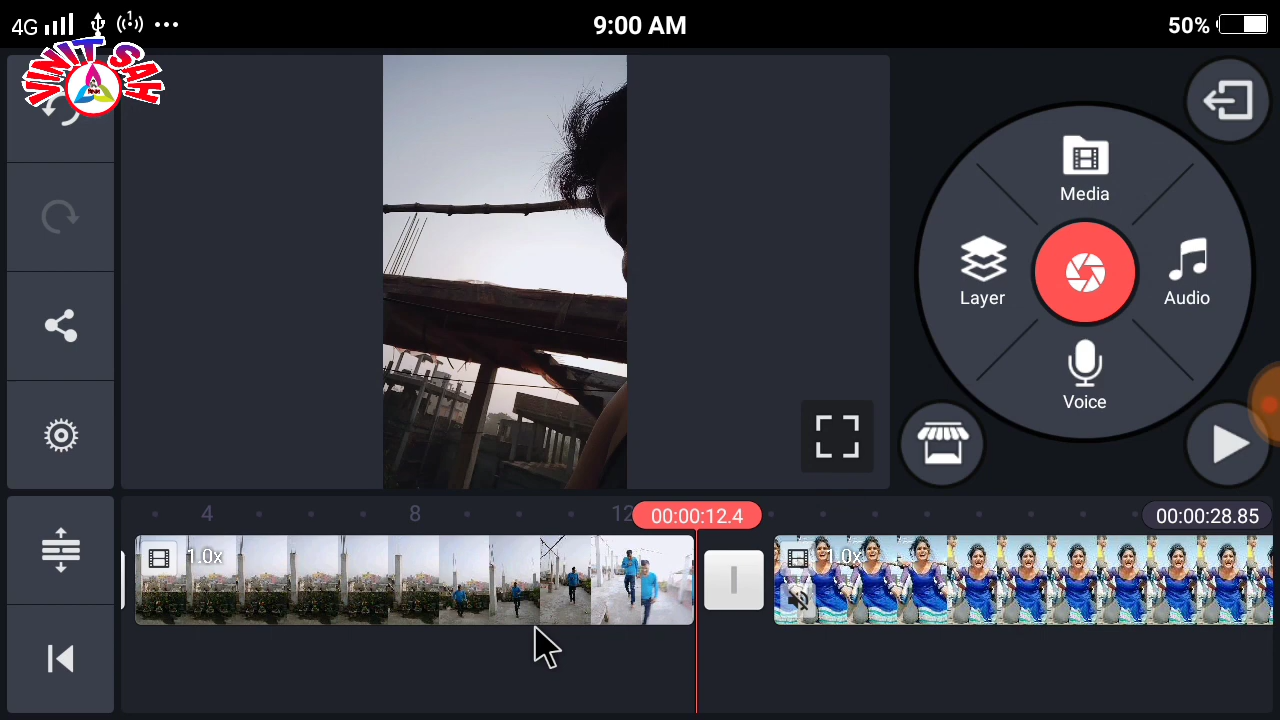 4G 1 9:00 AM 50%
VINIT SAH
Media
Layer
Audio
Voice
4 8 12 00:00:12.4 00:00:28.85
1.0x 1.0x